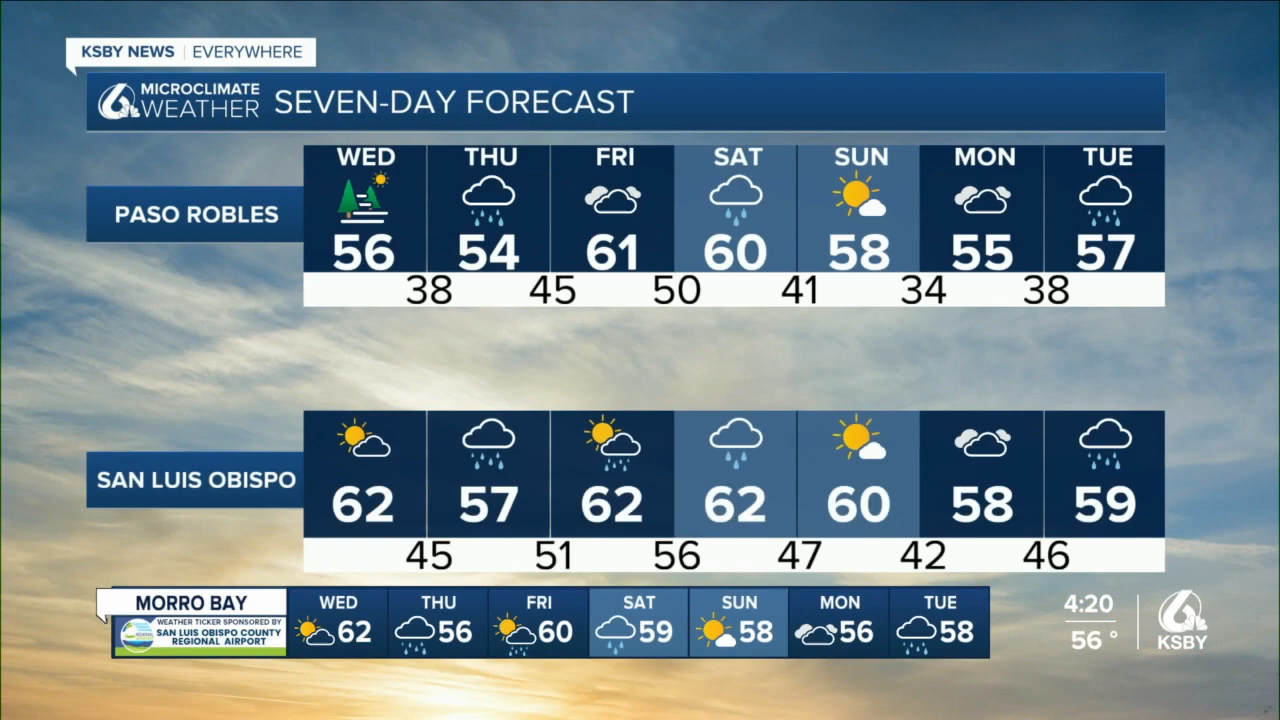 KSBY NEWS | EVERYWHERE
6 MICROCLIMATE WEATHER SEVEN-DAY FORECAST
WED THU FRI SAT SUN MON TUE
PASO ROBLES
56 54 61 60 58 55 57
38 45 50 41 34 38
SAN LUIS OBISPO
62 57 62 62 60 58 59
45 51 56 47 42 46
MORRO BAY
WEATHER TICKER SPONSORED BY
SAN LUIS OBISPO COUNTY
REGIONAL AIRPORT
WED THU FRI SAT SUN MON TUE
62 56 60 59 58 56 58
4:20
56 °
6
KSBY